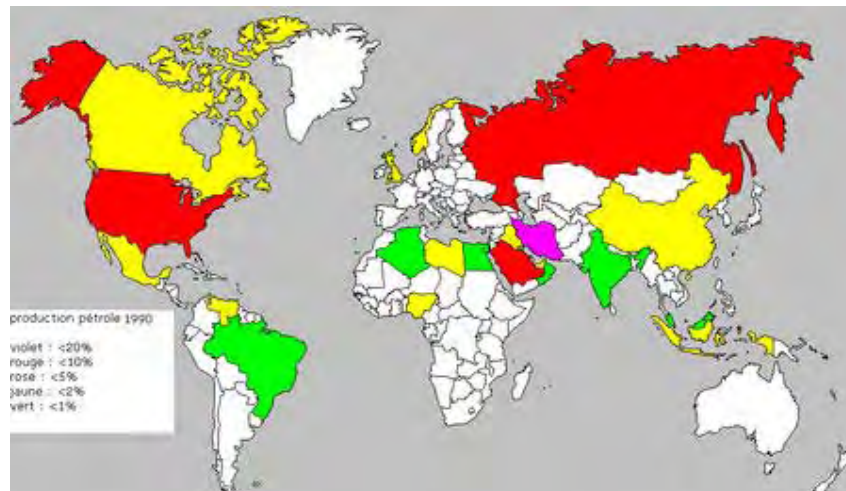 production pétrole 1990
violet : <20%
rouge : <10%
rose : <5%
jaune : <2%
vert : <1%